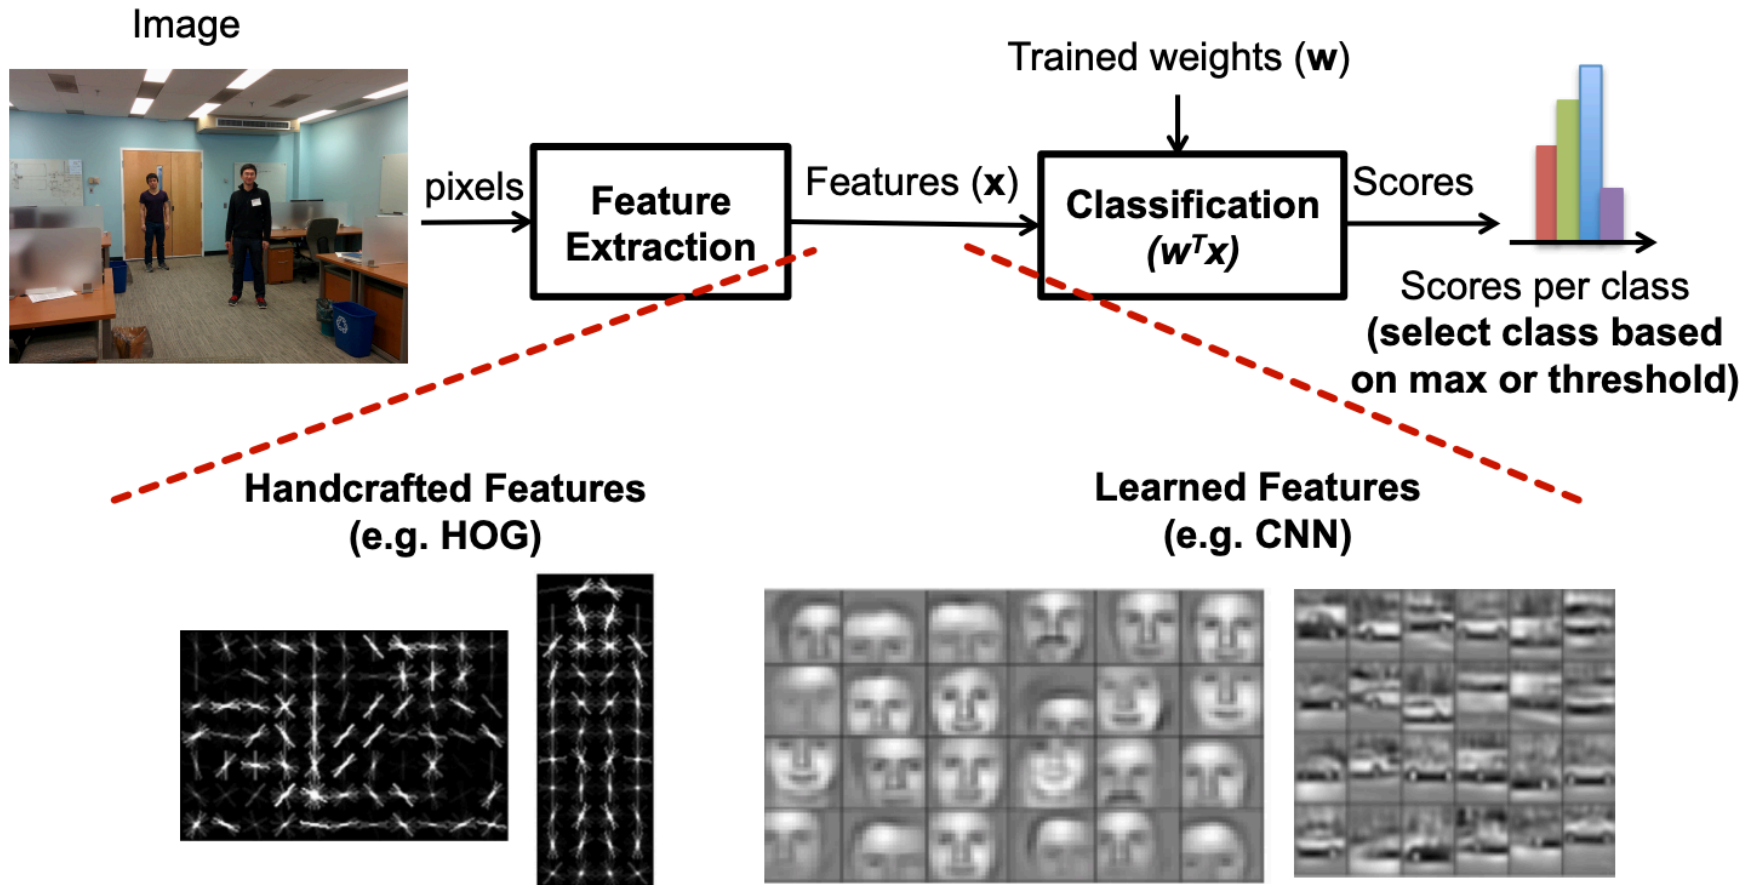 Image
pixels
Feature
Extraction
Features (x)
Trained weights (w)
Classification
(wᵀx)
Scores
Scores per class
(select class based
on max or threshold)
Handcrafted Features
(e.g. HOG)
Learned Features
(e.g. CNN)